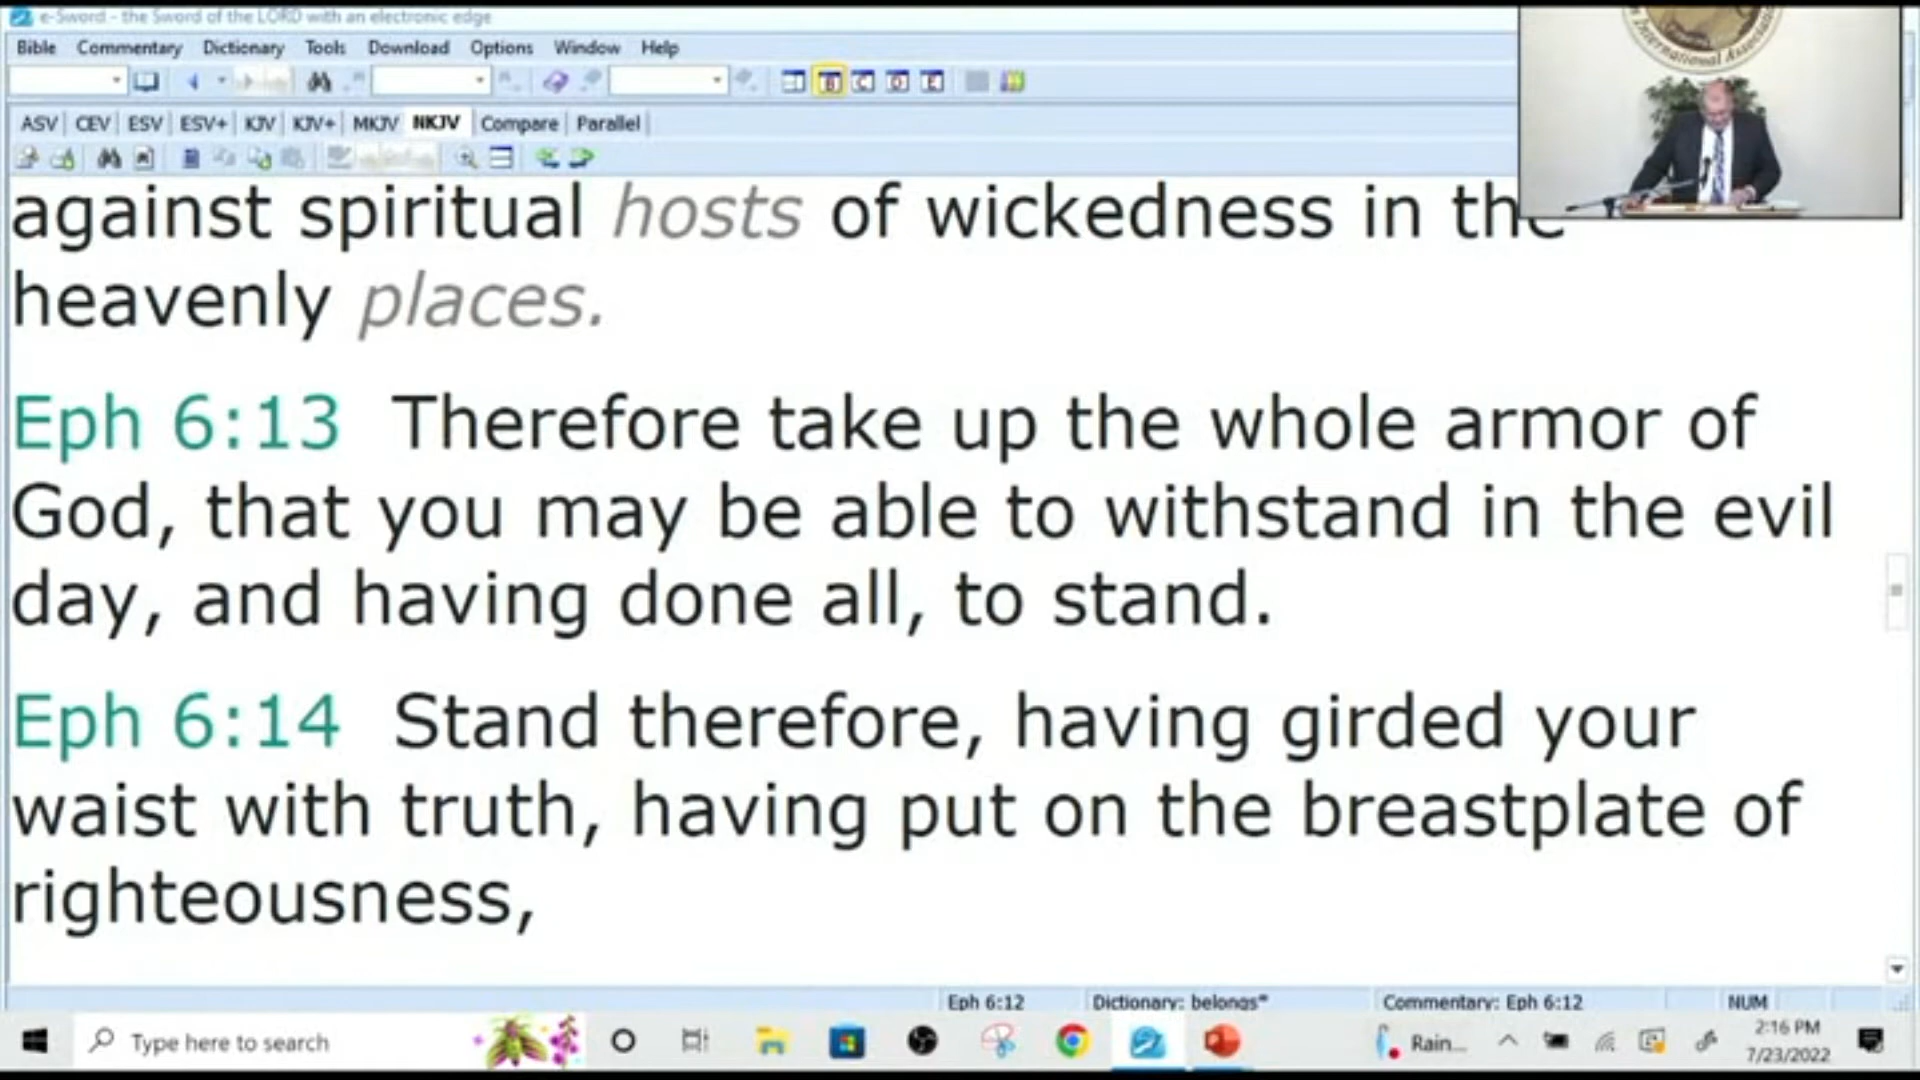 e-Sword - the Sword of the LORD with an electronic edge
Bible Commentary Dictionary Tools Download Options Window Help
ASV CEV ESV ESV+ KJV KJV+ MKJV NKJV Compare Parallel
International Associa
against spiritual hosts of wickedness in the
heavenly places.
Eph 6:13 Therefore take up the whole armor of
God, that you may be able to withstand in the evil
day, and having done all, to stand.
Eph 6:14 Stand therefore, having girded your
waist with truth, having put on the breastplate of
righteousness,
Eph 6:12 Dictionary: belongs* Commentary: Eph 6:12 NUM
Type here to search
Rain...
2:16 PM
7/23/2022